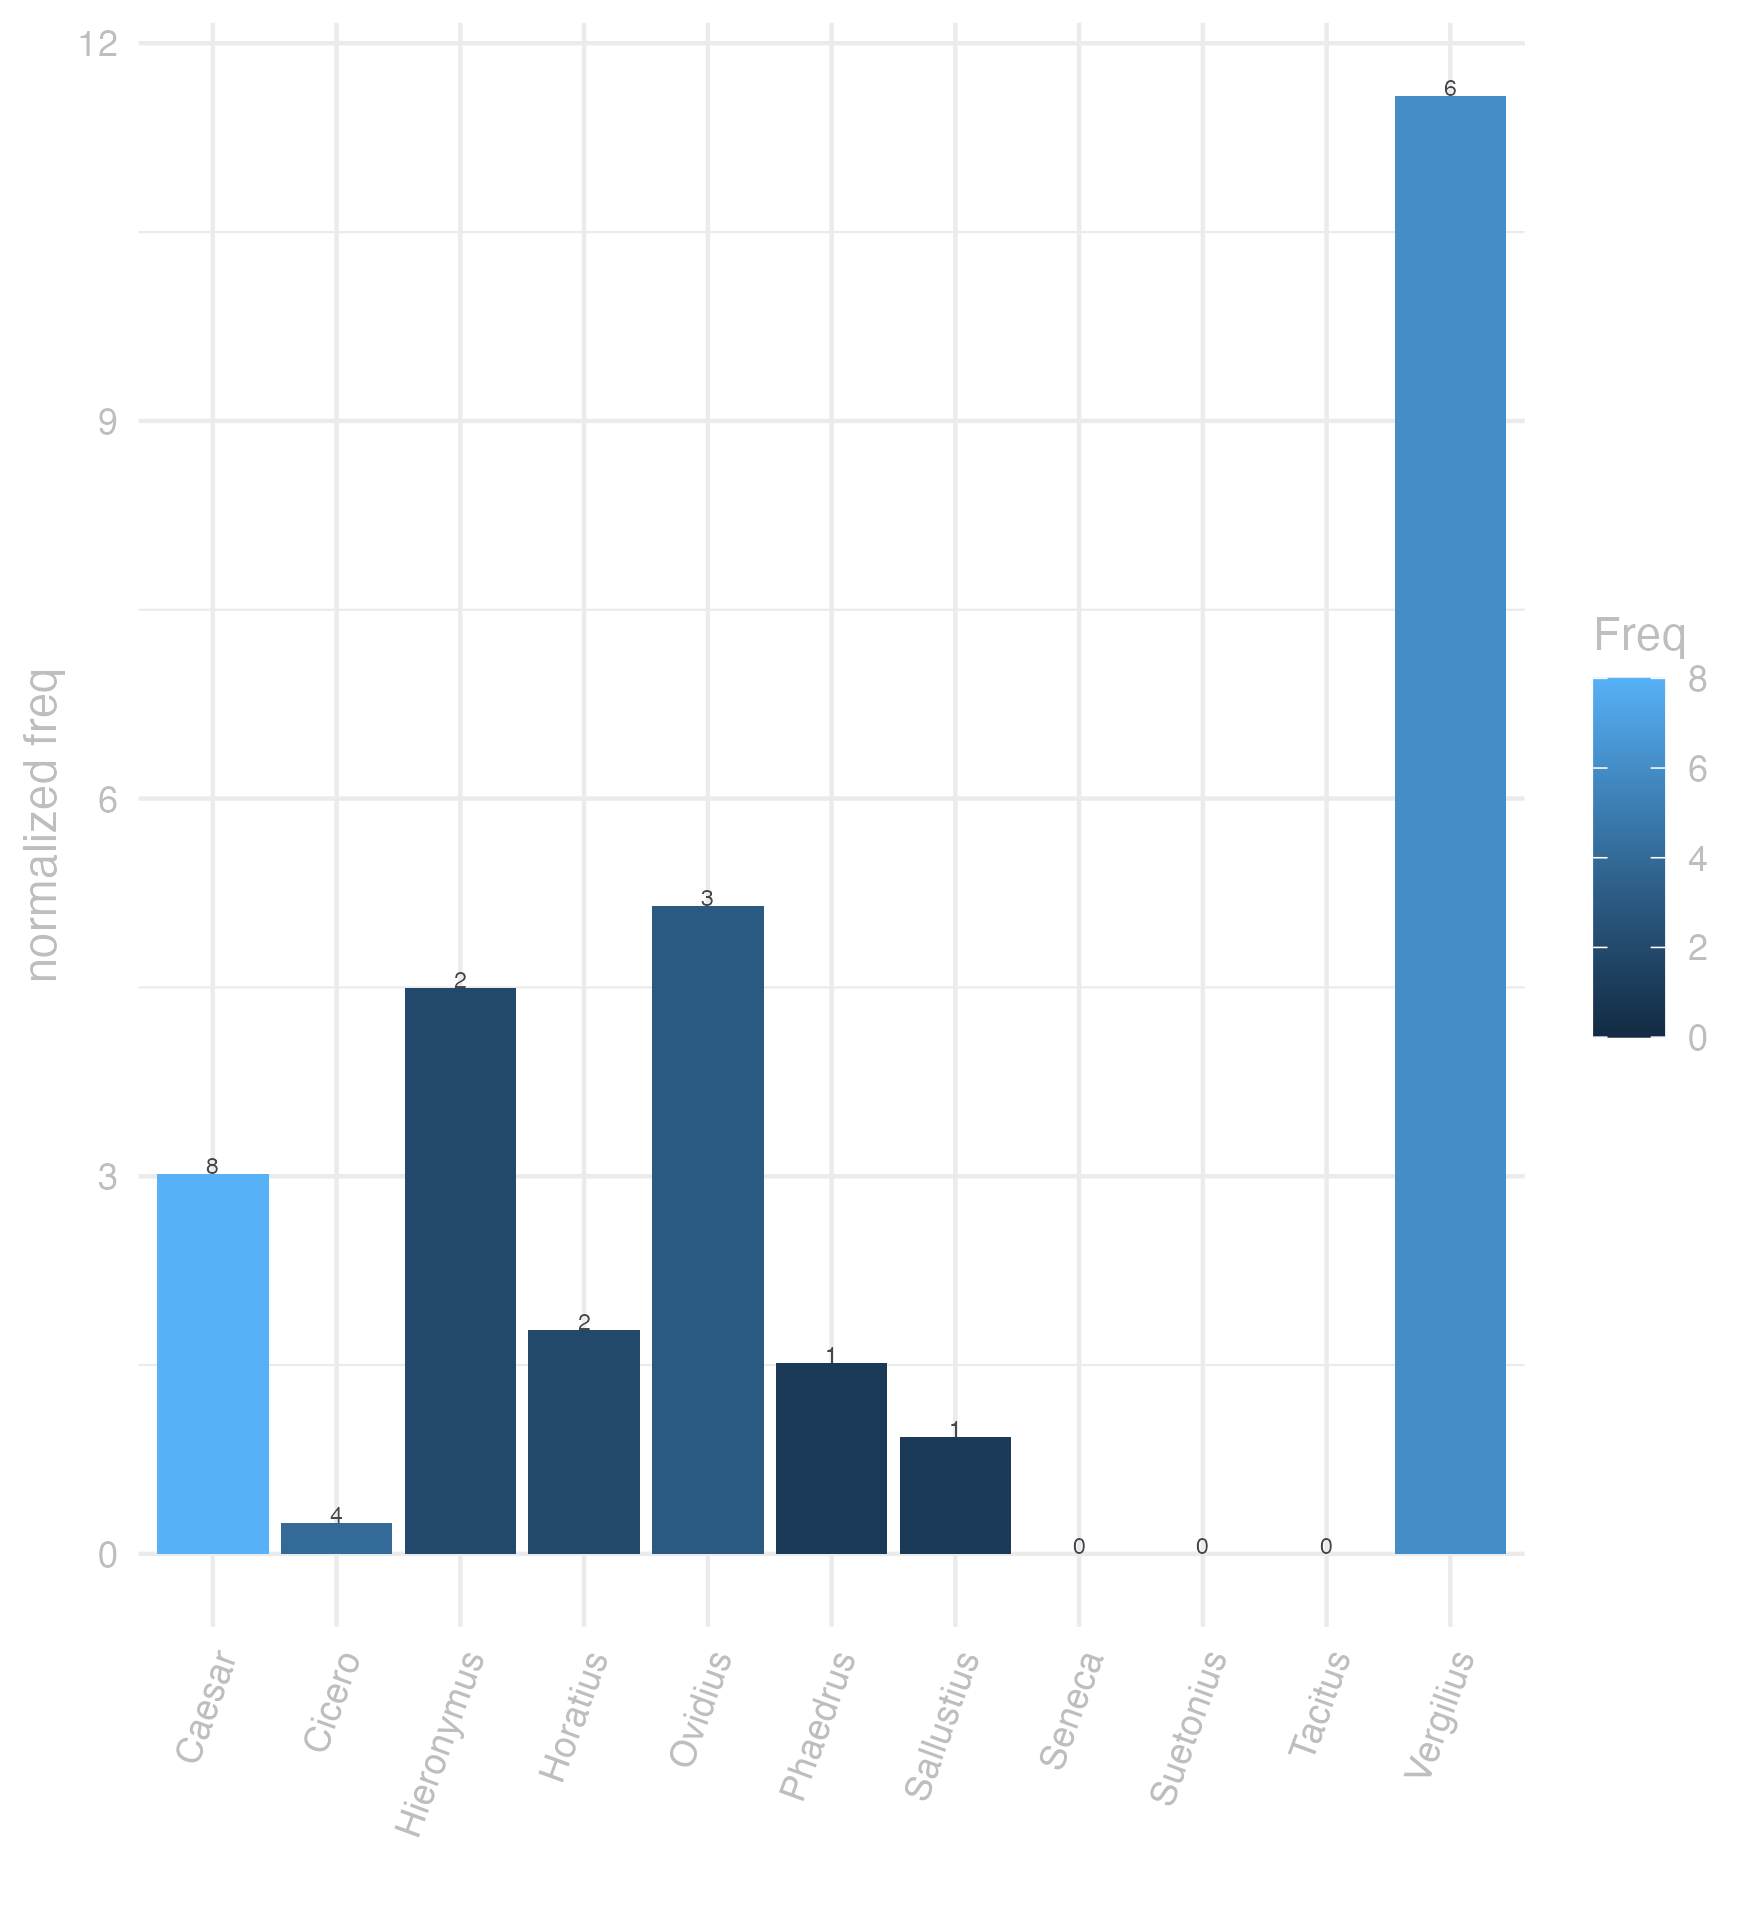 12
9
6
3
0
normalized freq
6
3
2
8
2
1
1
4
0
0
0
Caesar
Cicero
Hieronymus
Horatius
Ovidius
Phaedrus
Sallustius
Seneca
Suetonius
Tacitus
Vergilius
Freq
8
6
4
2
0